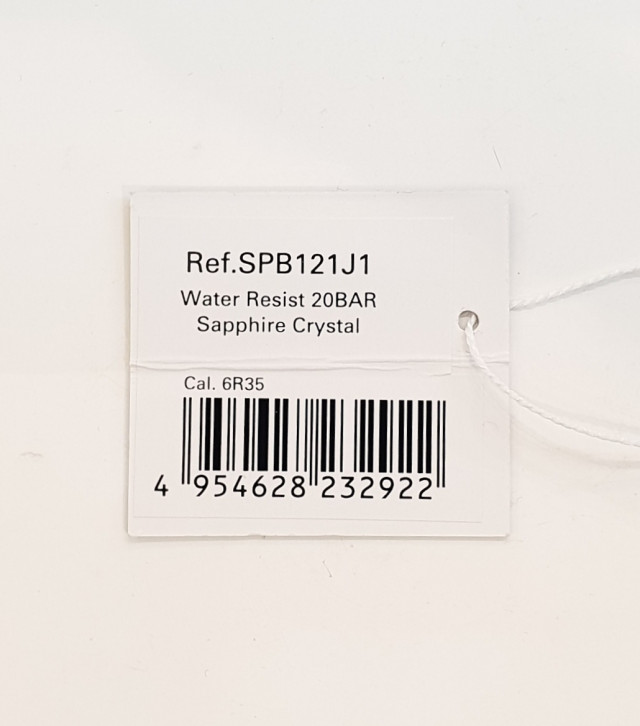 Ref.SPB121J1
Water Resist 20BAR
Sapphire Crystal
Cal. 6R35
4 954628 232922